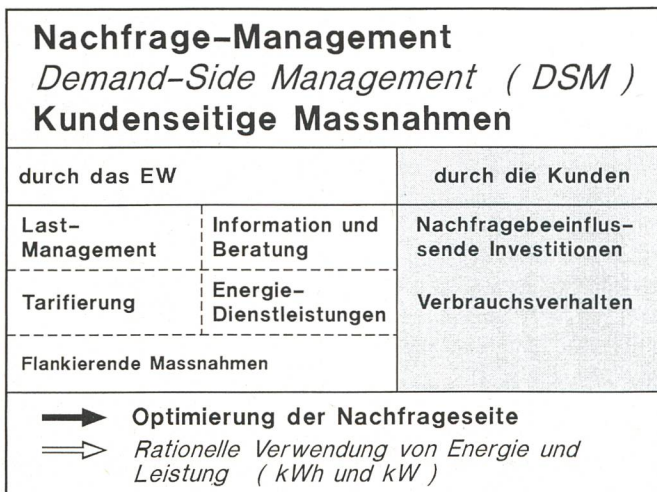 Nachfrage-Management
Demand-Side Management ( DSM )
Kundenseitige Massnahmen
durch das EW
durch die Kunden
Last-
Management
Information und
Beratung
Nachfragebeeinflus-
sende Investitionen
Tarifierung
Energie-
Dienstleistungen
Verbrauchsverhalten
Flankierende Massnahmen
Optimierung der Nachfrageseite
Rationelle Verwendung von Energie und
Leistung ( kWh und kW )